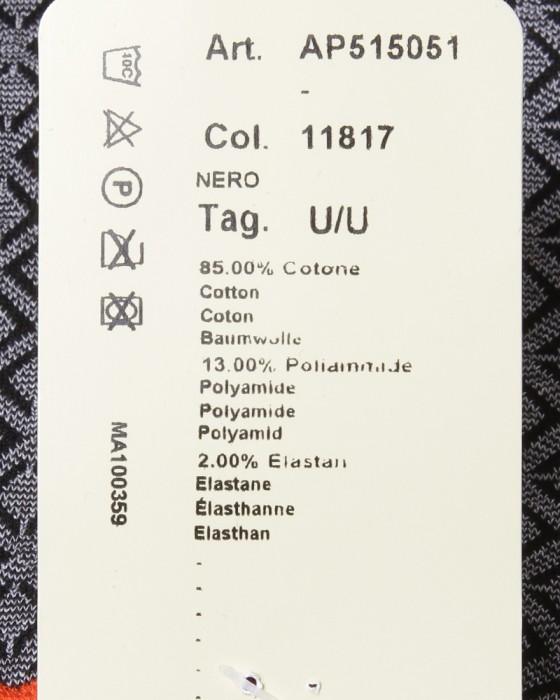 Art. AP515051
-
Col. 11817
NERO
Tag. U/U
85.00% Cotone
Cotton
Coton
Baumwolle
13.00% Poliammide
Polyamide
Polyamide
Polyamid
2.00% Elastan
Elastane
Élasthanne
Elasthan
-
-
-
-
-
-
10C
P
MA100359